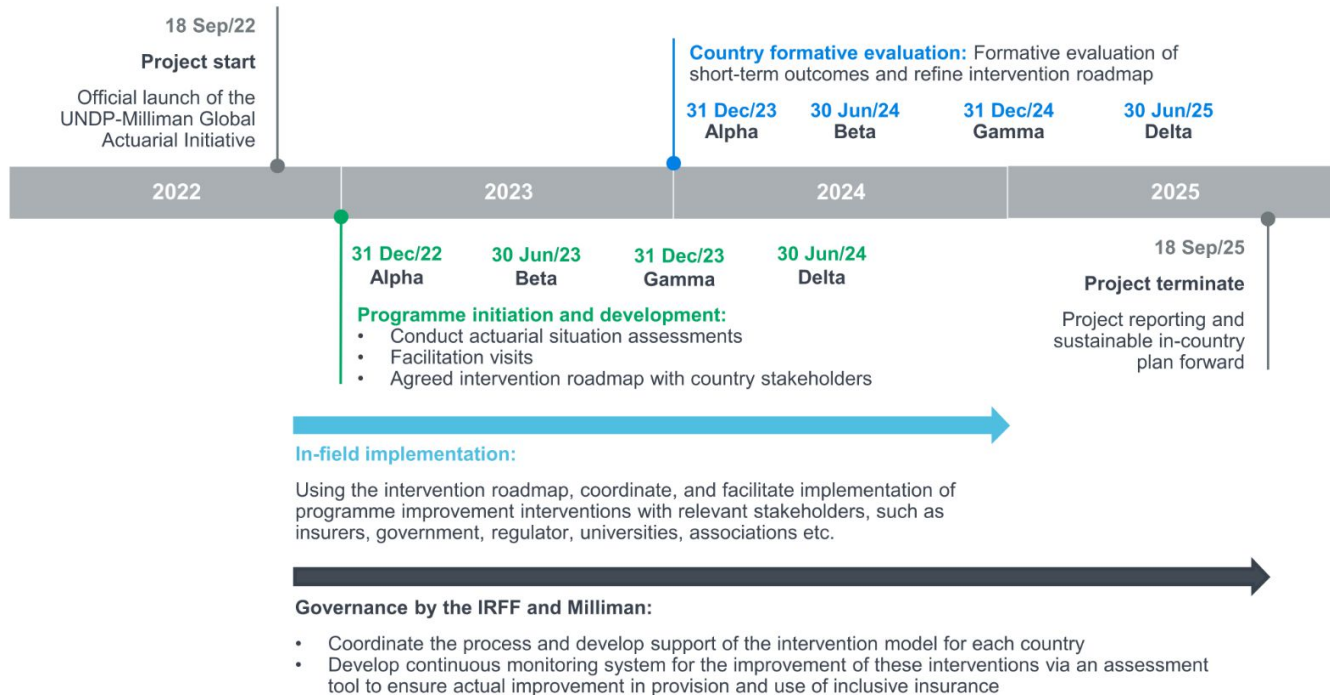 18 Sep/22
Project start
Official launch of the
UNDP-Milliman Global
Actuarial Initiative
Country formative evaluation: Formative evaluation of
short-term outcomes and refine intervention roadmap
31 Dec/23 30 Jun/24 31 Dec/24 30 Jun/25
Alpha Beta Gamma Delta
2022 2023 2024 2025
31 Dec/22 30 Jun/23 31 Dec/23 30 Jun/24
Alpha Beta Gamma Delta
Programme initiation and development:
• Conduct actuarial situation assessments
• Facilitation visits
• Agreed intervention roadmap with country stakeholders
18 Sep/25
Project terminate
Project reporting and
sustainable in-country
plan forward
In-field implementation:
Using the intervention roadmap, coordinate, and facilitate implementation of
programme improvement interventions with relevant stakeholders, such as
insurers, government, regulator, universities, associations etc.
Governance by the IRFF and Milliman:
• Coordinate the process and develop support of the intervention model for each country
• Develop continuous monitoring system for the improvement of these interventions via an assessment
tool to ensure actual improvement in provision and use of inclusive insurance